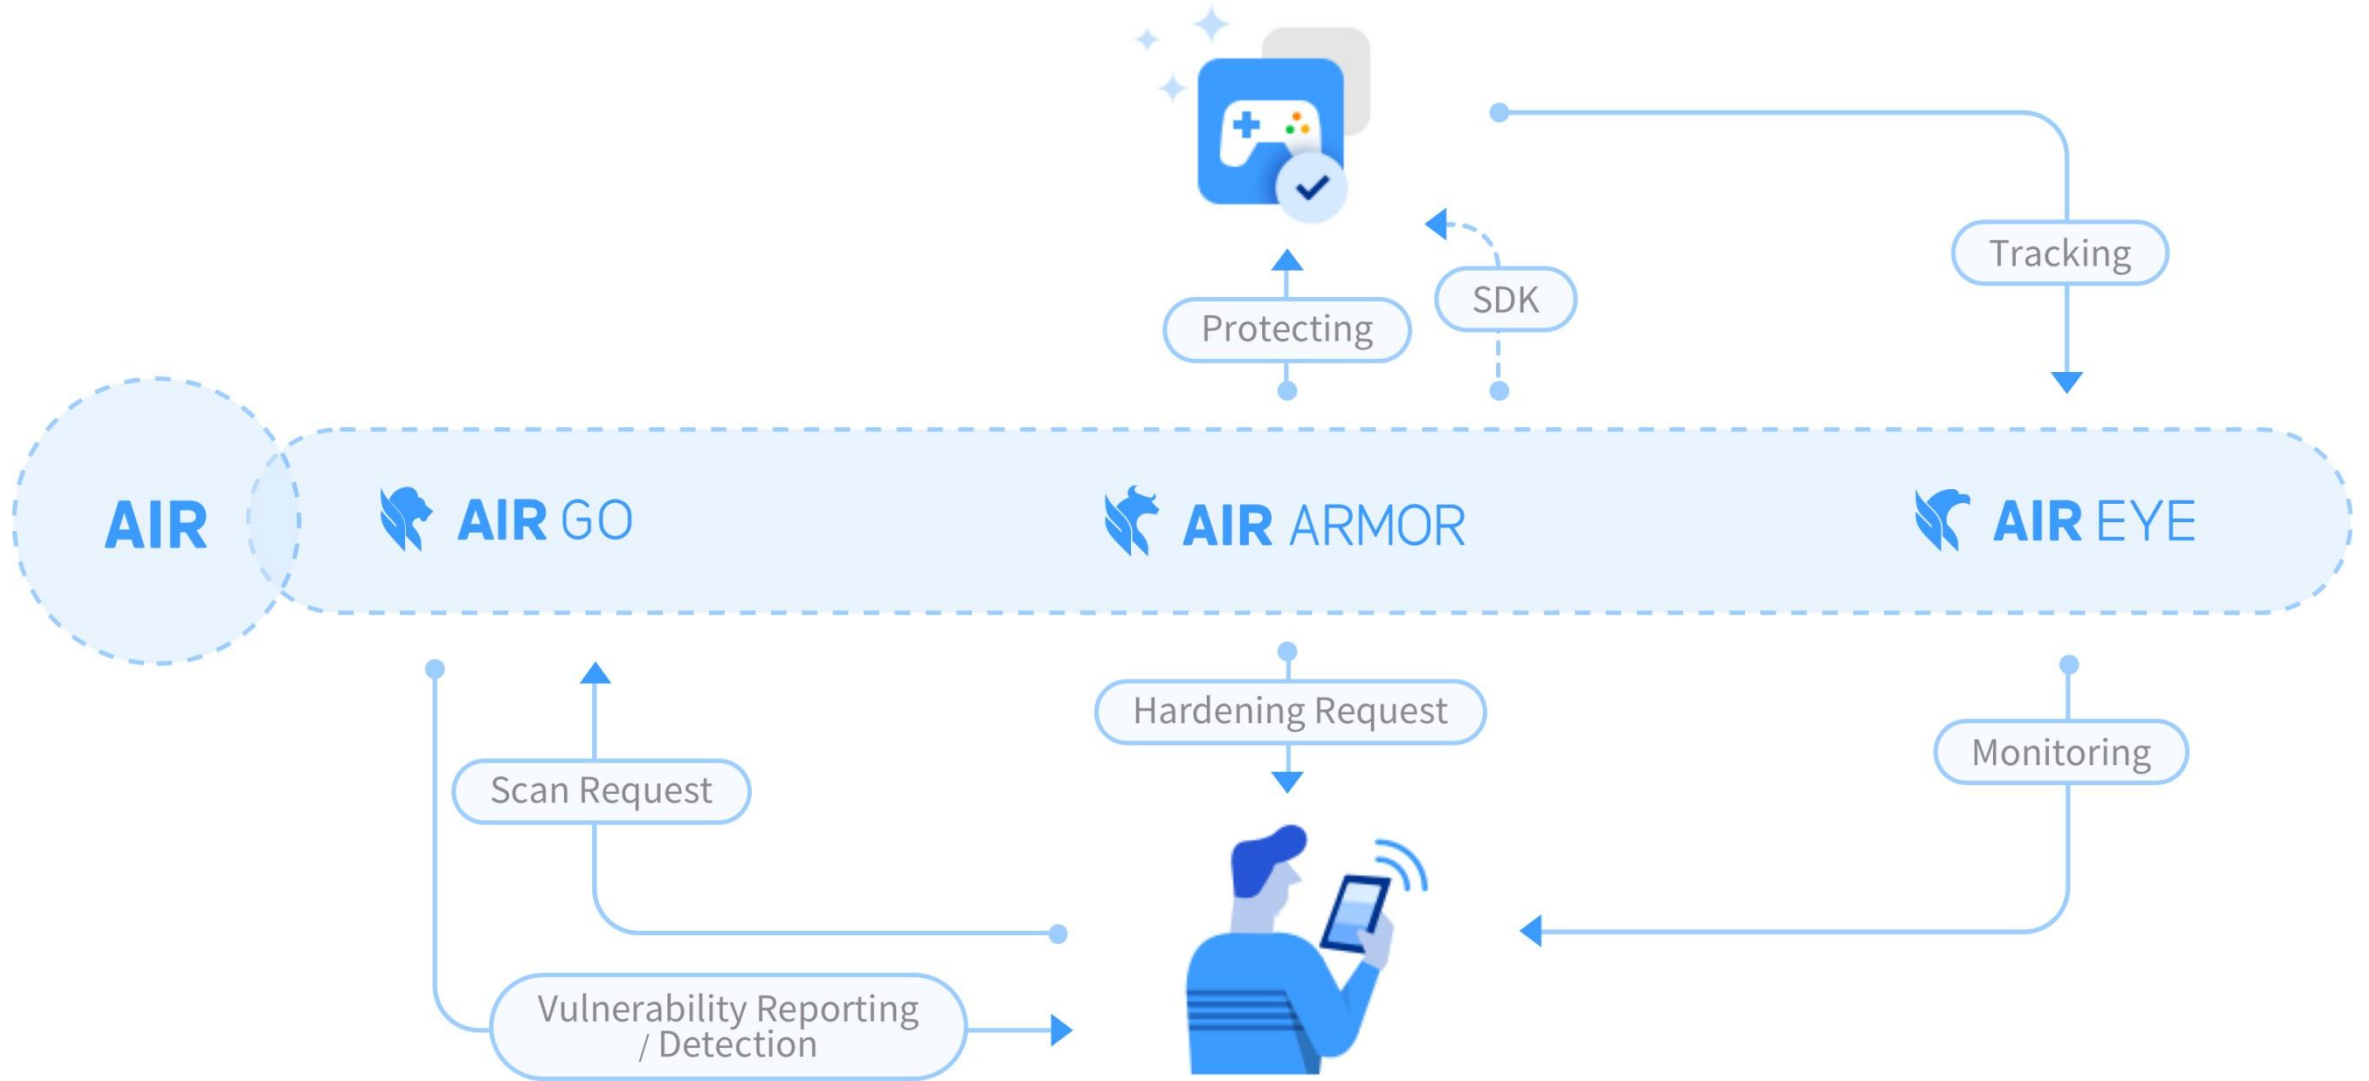 Tracking
SDK
Protecting
AIR
AIR GO
AIR ARMOR
AIR EYE
Hardening Request
Monitoring
Scan Request
Vulnerability Reporting
/ Detection